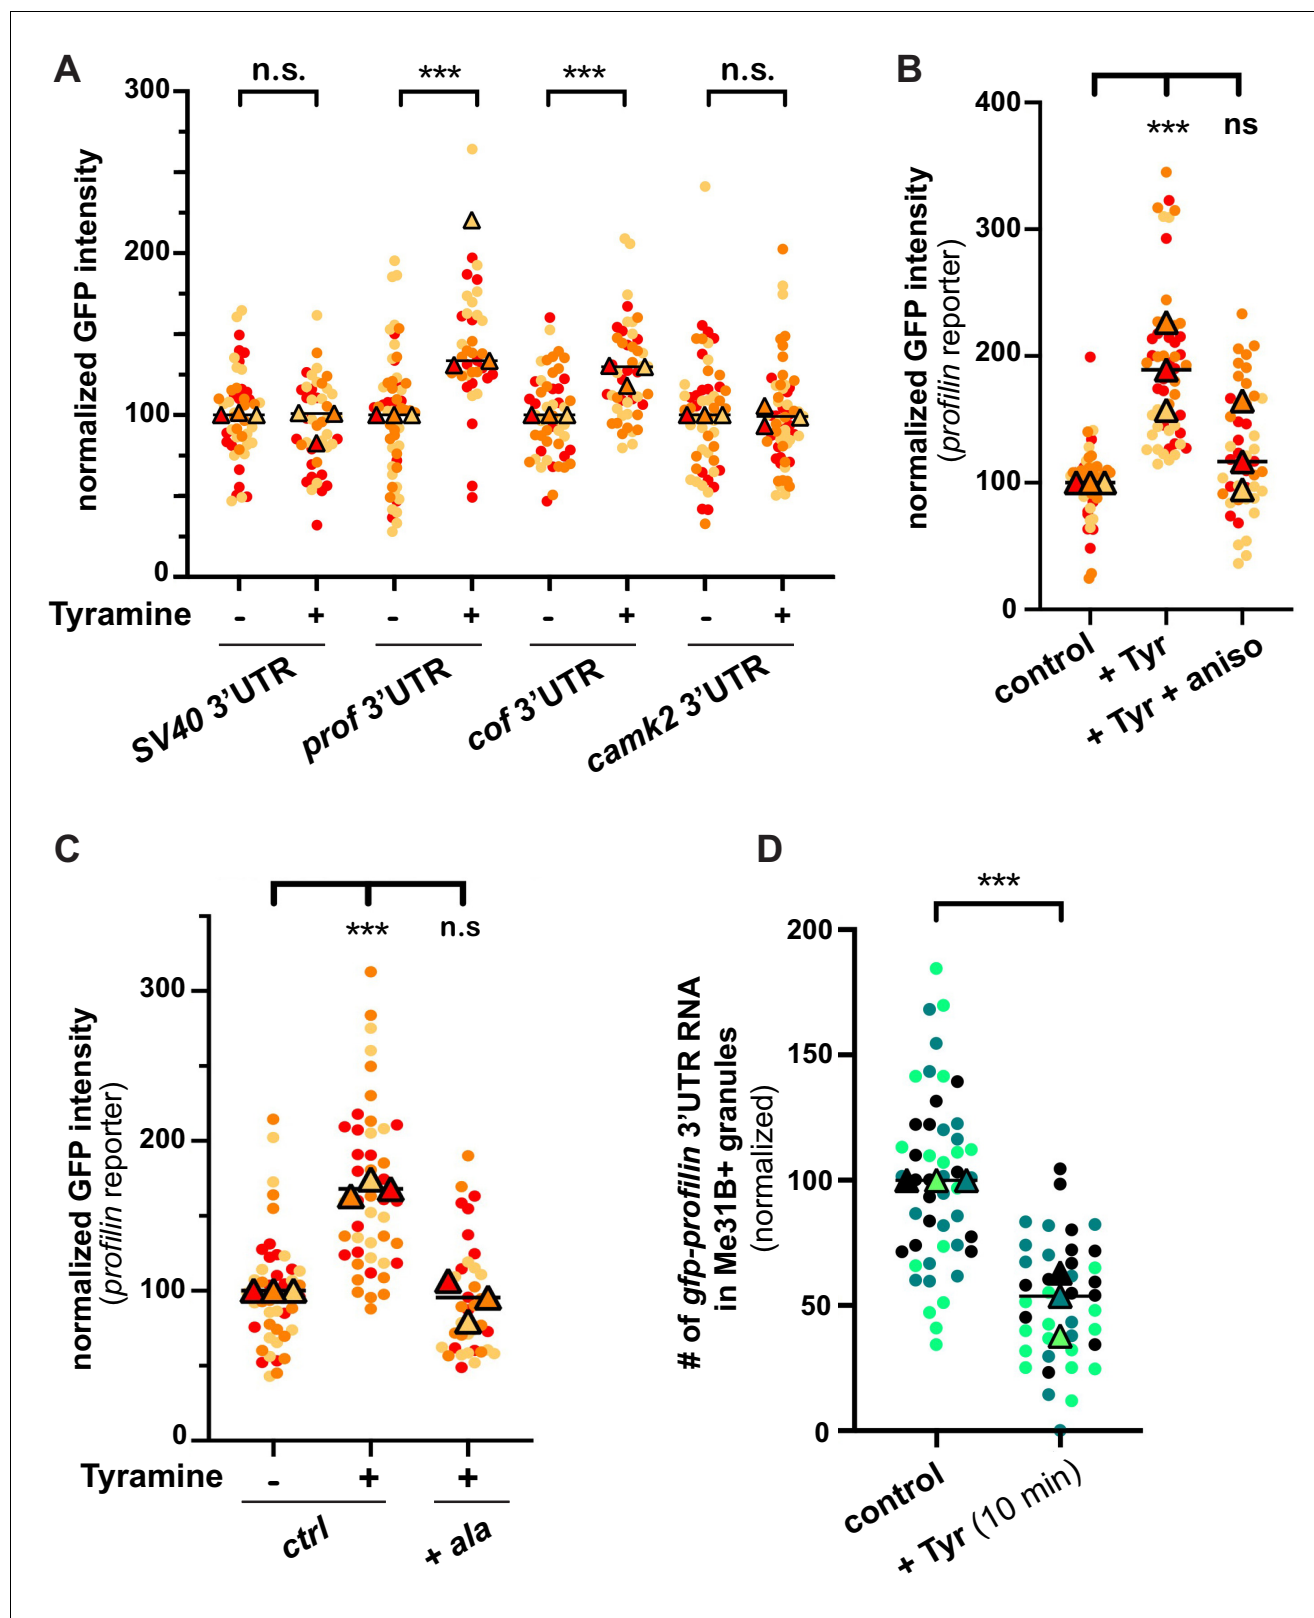 A
n.s.
***
***
n.s.
normalized GFP intensity
300
200
100
0
Tyramine
-
+
-
+
-
+
-
+
SV40 3’UTR
prof 3’UTR
cof 3’UTR
camk2 3’UTR
B
***
ns
normalized GFP intensity
(profilin reporter)
400
300
200
100
0
control
+ Tyr
+ Tyr + aniso
C
***
n.s
normalized GFP intensity
(profilin reporter)
300
200
100
0
Tyramine
-
+
+
ctrl
+ ala
D
***
# of gfp-profilin 3’UTR RNA
in Me31B+ granules
(normalized)
200
150
100
50
0
control
+ Tyr (10 min)